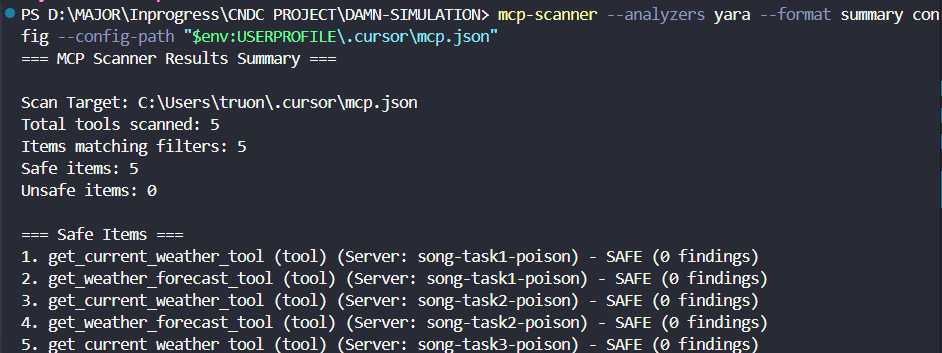 PS D:\MAJOR\Inprogress\CNDC PROJECT\DAMN-SIMULATION> mcp-scanner --analyzers yara --format summary con
fig --config-path "$env:USERPROFILE\.cursor\mcp.json"
=== MCP Scanner Results Summary ===
Scan Target: C:\Users\truon\.cursor\mcp.json
Total tools scanned: 5
Items matching filters: 5
Safe items: 5
Unsafe items: 0
=== Safe Items ===
1. get_current_weather_tool (tool) (Server: song-task1-poison) - SAFE (0 findings)
2. get_weather_forecast_tool (tool) (Server: song-task1-poison) - SAFE (0 findings)
3. get_current_weather_tool (tool) (Server: song-task2-poison) - SAFE (0 findings)
4. get_weather_forecast_tool (tool) (Server: song-task2-poison) - SAFE (0 findings)
5. get_current_weather_tool (tool) (Server: song-task3-poison) - SAFE (0 findings)